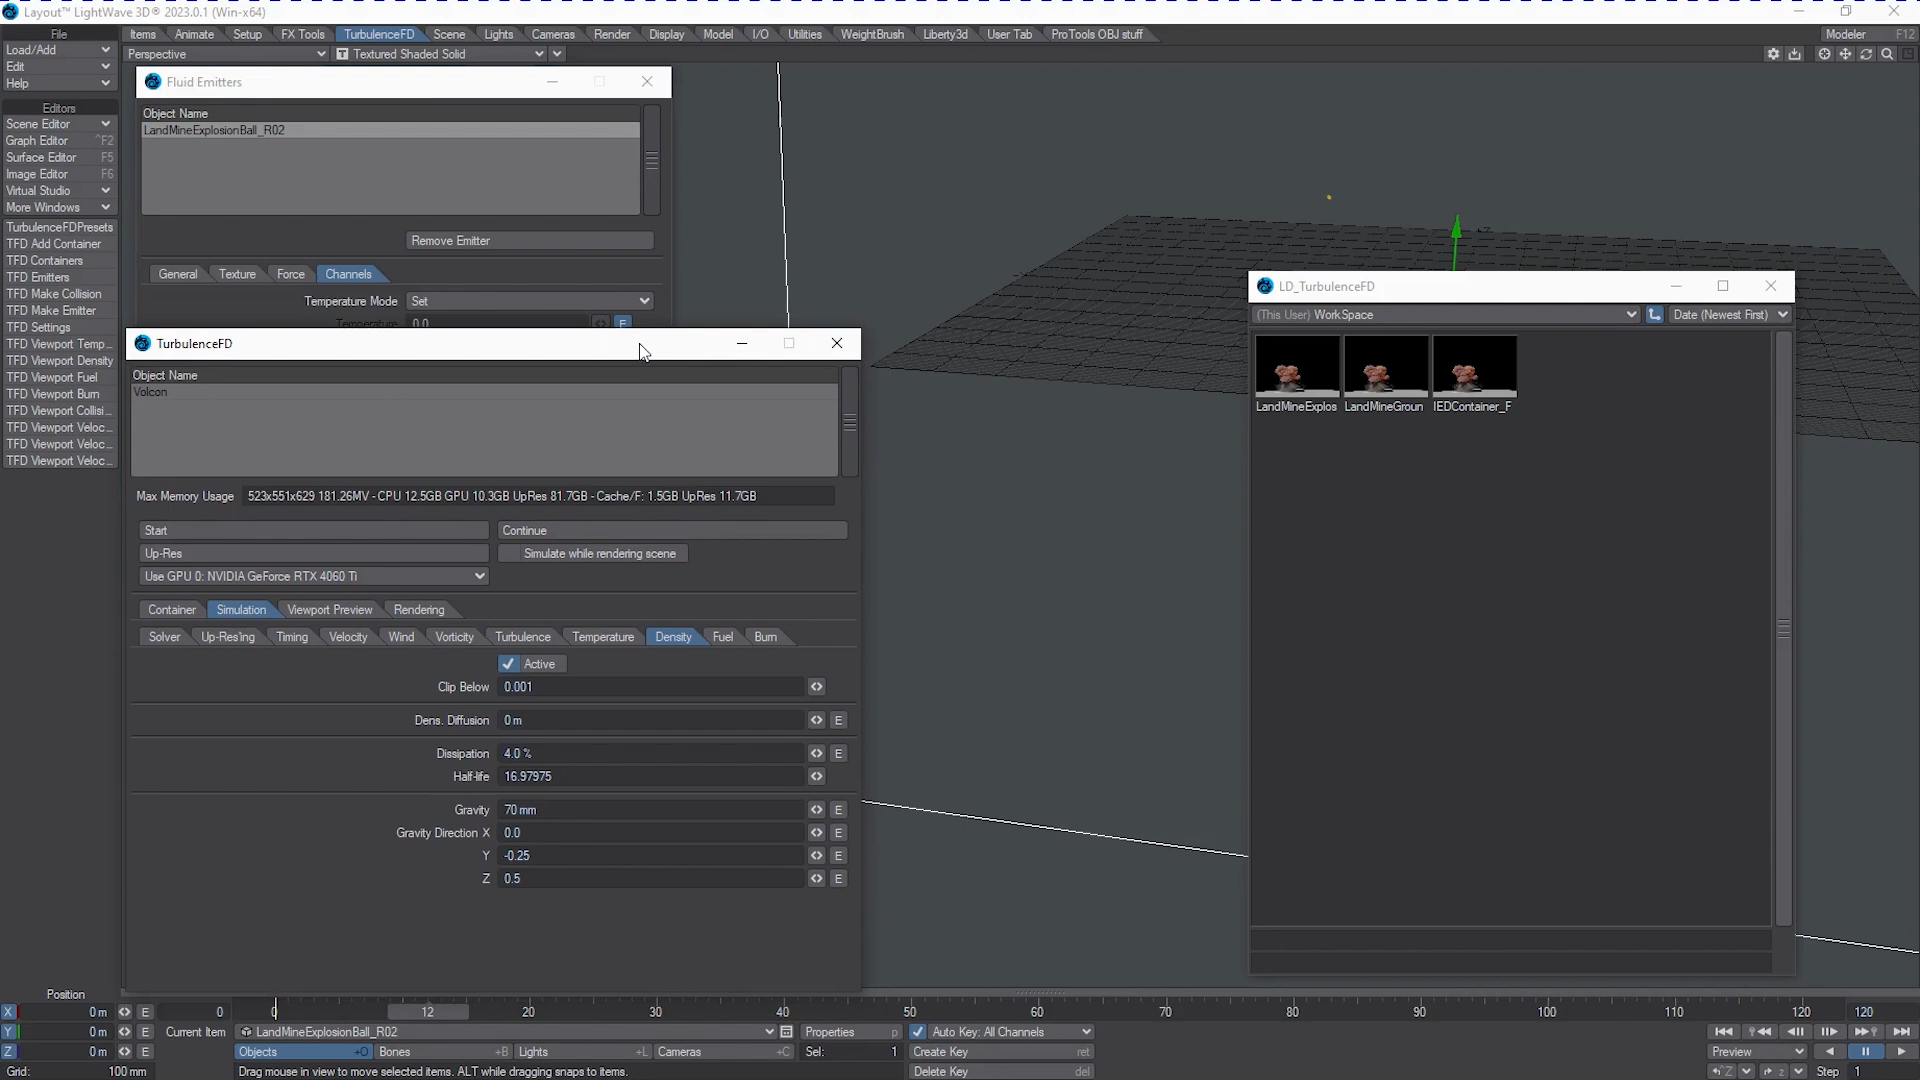 Layout™ LightWave 3D® 2023.0.1 (Win-x64)
File
Items
Animate
Setup
FX Tools
TurbulenceFD
Scene
Lights
Cameras
Render
Display
Model
I/O
Utilities
WeightBrush
Liberty3d
User Tab
ProTools OBJ stuff
Modeler F12
Load/Add
Edit
Help
Perspective
Textured Shaded Solid
Editors
Scene Editor
Graph Editor ^F2
Surface Editor F5
Image Editor F6
Virtual Studio
More Windows
TurbulenceFDPresets
TFD Add Container
TFD Containers
TFD Emitters
TFD Make Collision
TFD Make Emitter
TFD Settings
TFD Viewport Temp...
TFD Viewport Density
TFD Viewport Fuel
TFD Viewport Burn
TFD Viewport Collisi...
TFD Viewport Veloc...
TFD Viewport Veloc...
TFD Viewport Veloc...
Fluid Emitters
Object Name
LandMineExplosionBall_R02
Remove Emitter
General
Texture
Force
Channels
Temperature Mode Set
Temperature 0.0 E
TurbulenceFD
Object Name
Volcon
Max Memory Usage 523x551x629 181.26MV - CPU 12.5GB GPU 10.3GB UpRes 81.7GB - Cache/F: 1.5GB UpRes 11.7GB
Start
Continue
Up-Res
Simulate while rendering scene
Use GPU 0: NVIDIA GeForce RTX 4060 Ti
Container
Simulation
Viewport Preview
Rendering
Solver
Up-Res'ing
Timing
Velocity
Wind
Vorticity
Turbulence
Temperature
Density
Fuel
Burn
Active
Clip Below 0.001
Dens. Diffusion 0 m E
Dissipation 4.0 % E
Half-life 16.97975
Gravity 70 mm E
Gravity Direction X 0.0 E
Y -0.25 E
Z 0.5 E
LD_TurbulenceFD
(This User) WorkSpace
Date (Newest First)
LandMineExplos
LandMineGroun
IEDContainer_F
Position
X 0 m E
Y 0 m E
Z 0 m E
Grid: 100 mm
0
0 12 20 30 40 50 60 70 80 90 100 110 120
120
Current Item LandMineExplosionBall_R02
Properties p
Auto Key: All Channels
Objects +O
Bones +B
Lights +L
Cameras +C
Sel: 1
Create Key ret
Preview
Drag mouse in view to move selected items. ALT while dragging snaps to items.
Delete Key del
Step 1